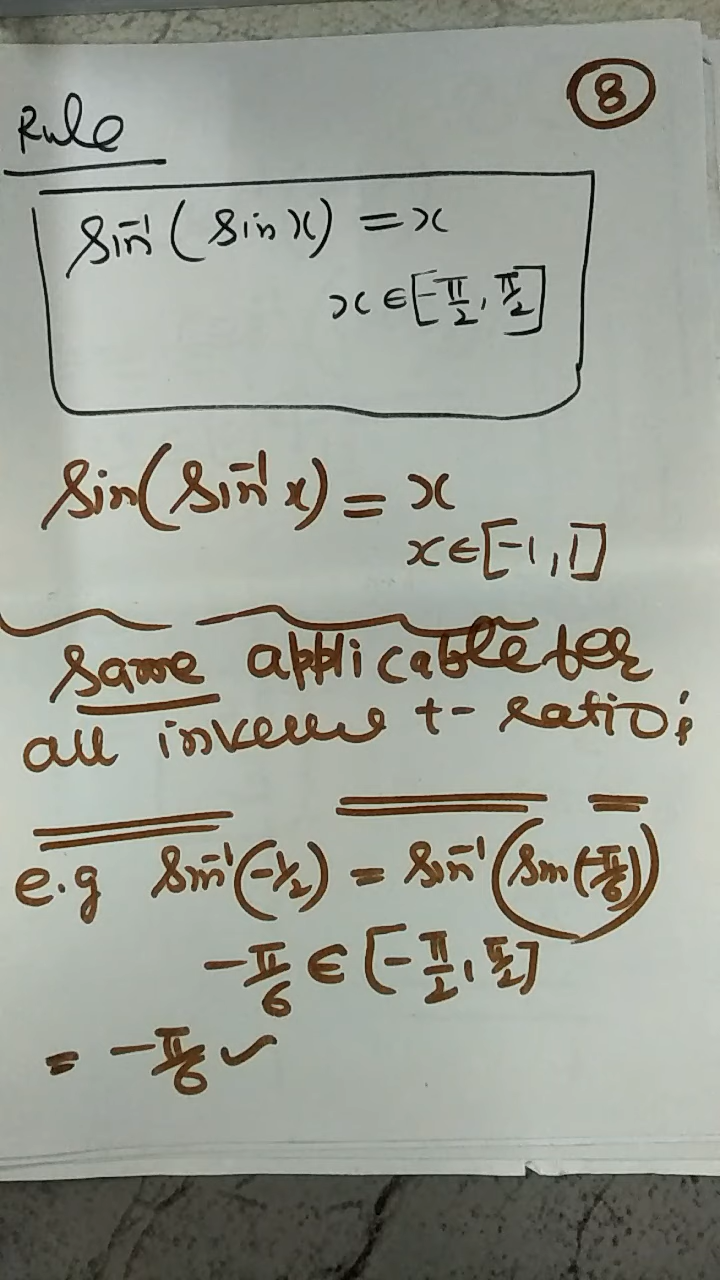 8
Rule
sin⁻¹(sin x) = x
x ∈ [-π/2, π/2]
sin(sin⁻¹ x) = x
x ∈ [-1, 1]
same applicable for
all inverse t-ratios
e.g sin⁻¹(-1/2) = sin⁻¹(sin(-π/6))
-π/6 ∈ [-π/2, π/2]
= -π/6 ✓